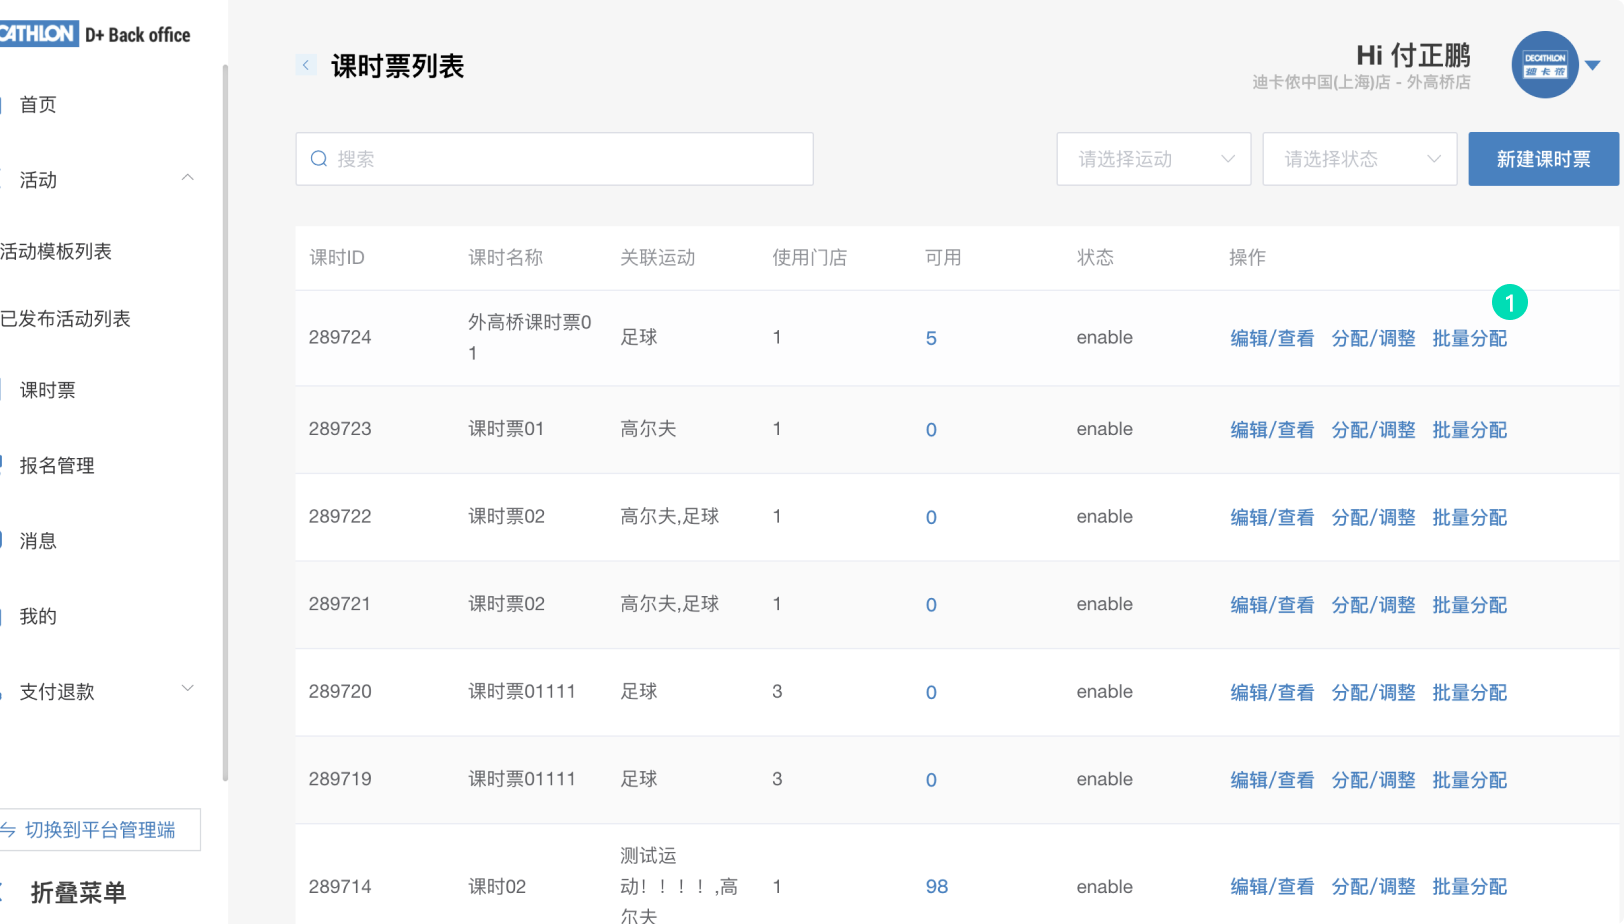 CATHLON D+ Back office
首页
活动
活动模板列表
已发布活动列表
课时票
报名管理
消息
我的
支付退款
切换到平台管理端
折叠菜单
课时票列表
Hi 付正鹏
迪卡侬中国(上海)店 - 外高桥店
DECATHLON
迪卡侬
搜索
请选择运动
请选择状态
新建课时票
课时ID 课时名称 关联运动 使用门店 可用 状态 操作
1
289724 外高桥课时票0 足球 1 5 enable 编辑/查看 分配/调整 批量分配
1
289723 课时票01 高尔夫 1 0 enable 编辑/查看 分配/调整 批量分配
289722 课时票02 高尔夫,足球 1 0 enable 编辑/查看 分配/调整 批量分配
289721 课时票02 高尔夫,足球 1 0 enable 编辑/查看 分配/调整 批量分配
289720 课时票01111 足球 3 0 enable 编辑/查看 分配/调整 批量分配
289719 课时票01111 足球 3 0 enable 编辑/查看 分配/调整 批量分配
测试运
289714 课时02 动！！！！,高 1 98 enable 编辑/查看 分配/调整 批量分配
尔夫